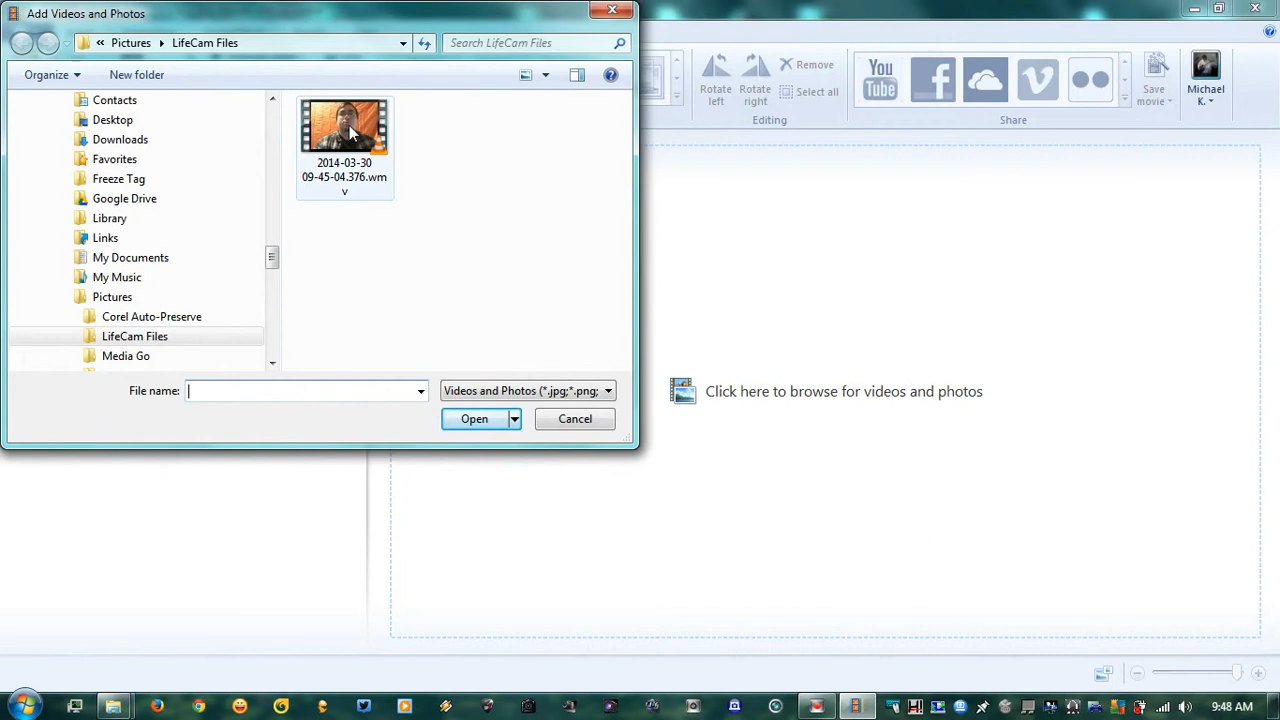 Add Videos and Photos
« Pictures LifeCam Files
Search LifeCam Files
Organize
New folder
Contacts
Desktop
Downloads
Favorites
Freeze Tag
Google Drive
Library
Links
My Documents
My Music
Pictures
Corel Auto-Preserve
LifeCam Files
Media Go
2014-03-30
09-45-04.376.wm
v
File name:
Videos and Photos (*.jpg;*.png;
Open
Cancel
Rotate
left
Rotate
right
Remove
Select all
Editing
You
Tube
Share
Save
movie
Michael
K.
Click here to browse for videos and photos
9:48 AM